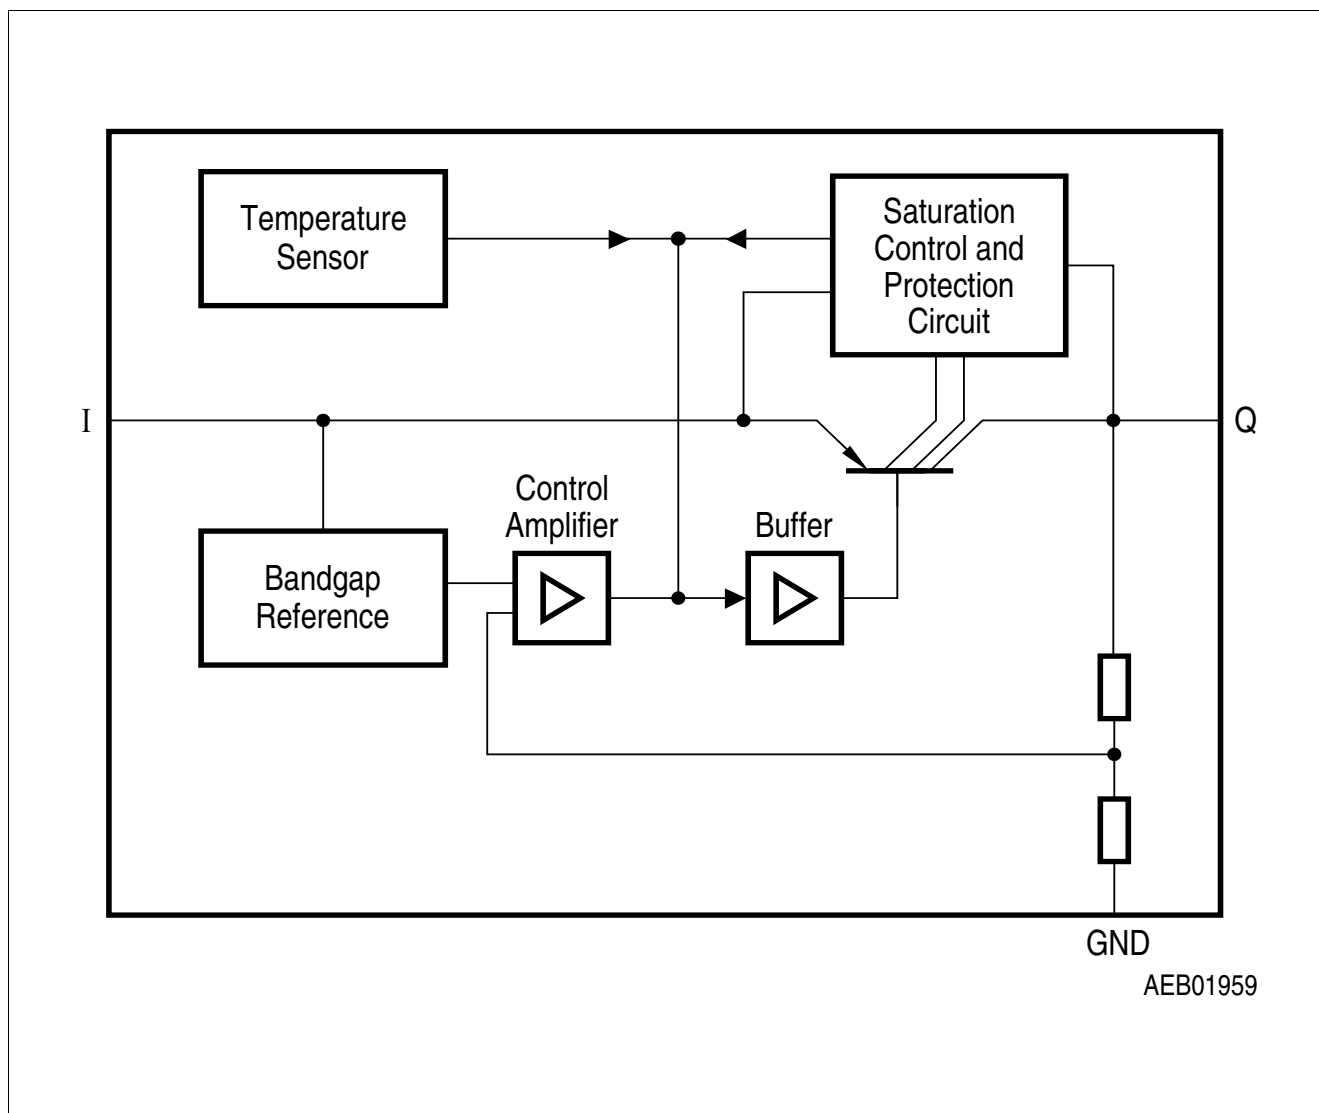 Temperature
Sensor
Saturation
Control and
Protection
Circuit
I
Q
Control
Amplifier
Buffer
Bandgap
Reference
GND
AEB01959